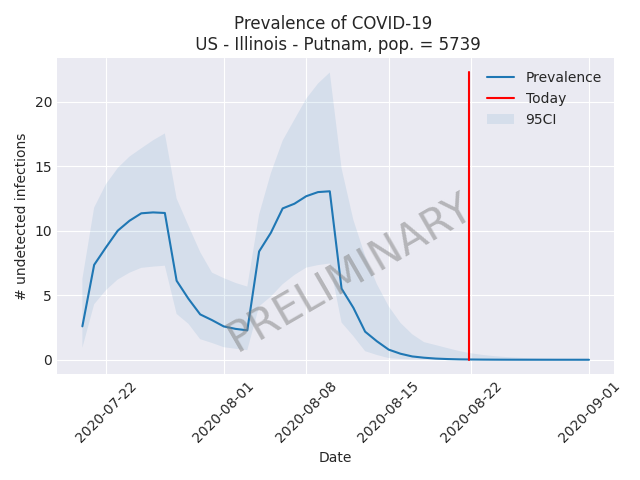 Prevalence of COVID-19
US - Illinois - Putnam, pop. = 5739
Prevalence
Today
95CI
PRELIMINARY
# undetected infections
20
15
10
5
0
2020-07-22
2020-08-01
2020-08-08
2020-08-15
2020-08-22
2020-09-01
Date